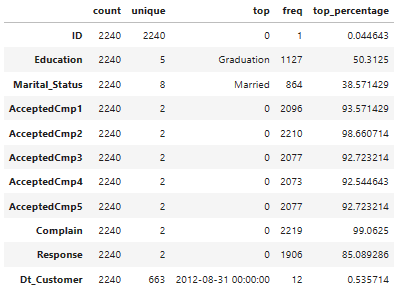 count unique top freq top_percentage
ID 2240 2240 0 1 0.044643
Education 2240 5 Graduation 1127 50.3125
Marital_Status 2240 8 Married 864 38.571429
AcceptedCmp1 2240 2 0 2096 93.571429
AcceptedCmp2 2240 2 0 2210 98.660714
AcceptedCmp3 2240 2 0 2077 92.723214
AcceptedCmp4 2240 2 0 2073 92.544643
AcceptedCmp5 2240 2 0 2077 92.723214
Complain 2240 2 0 2219 99.0625
Response 2240 2 0 1906 85.089286
Dt_Customer 2240 663 2012-08-31 00:00:00 12 0.535714